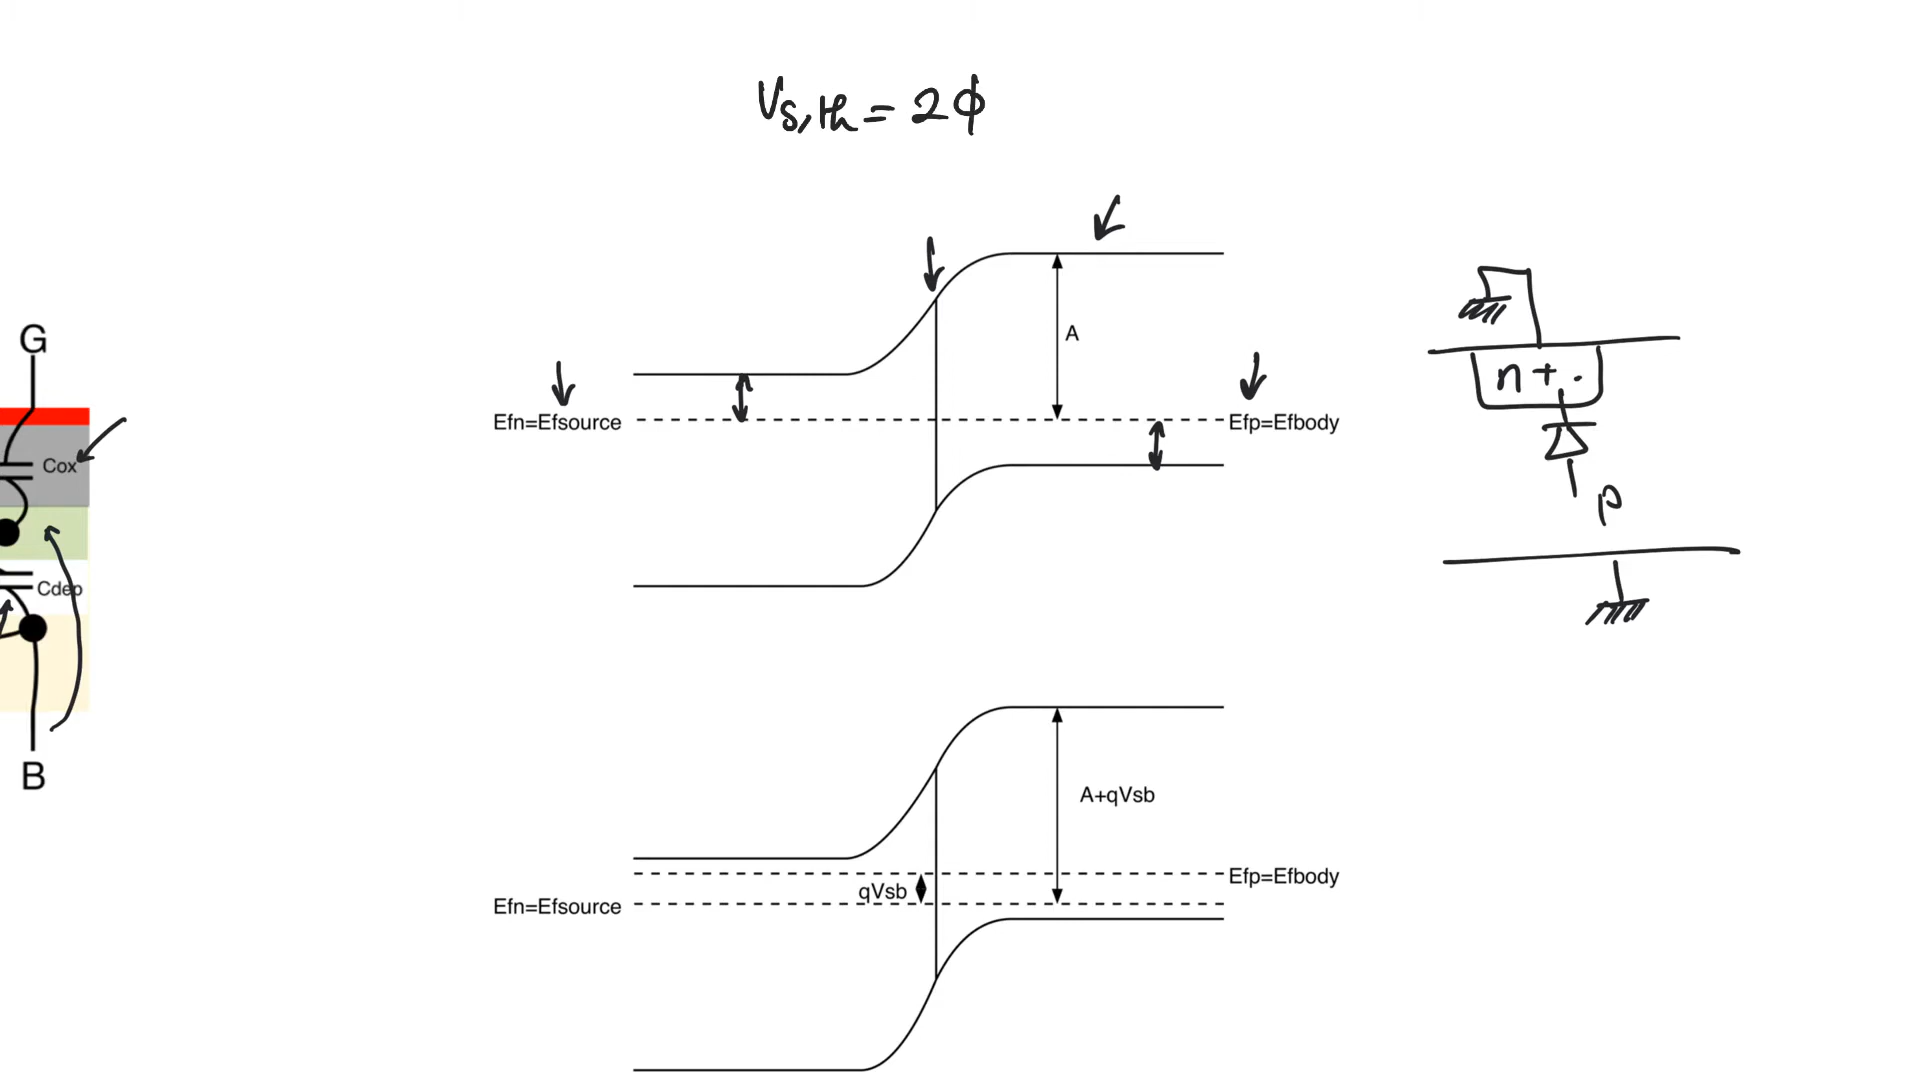 Vs,th = 2ϕ
G
Cox
Cdep
B
A
Efn=Efsource
Efp=Efbody
n+
p
A+qVsb
qVsb
Efp=Efbody
Efn=Efsource